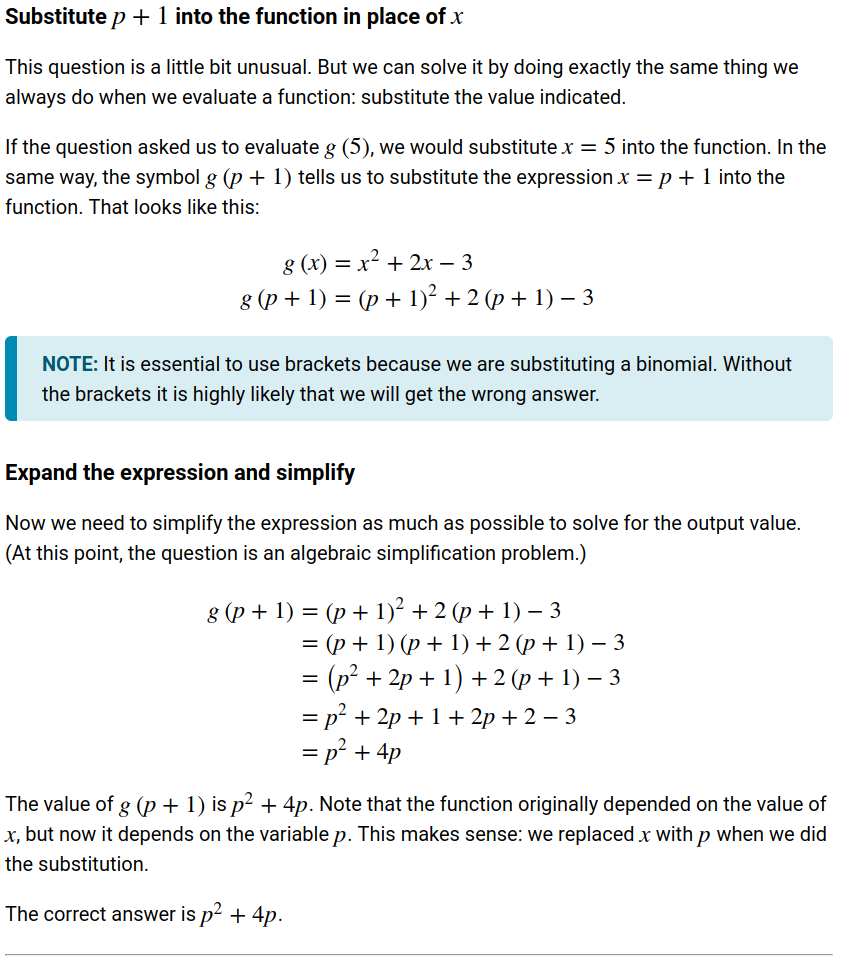 Substitute p + 1 into the function in place of x
This question is a little bit unusual. But we can solve it by doing exactly the same thing we
always do when we evaluate a function: substitute the value indicated.
If the question asked us to evaluate g (5), we would substitute x = 5 into the function. In the
same way, the symbol g (p + 1) tells us to substitute the expression x = p + 1 into the
function. That looks like this:
g (x) = x² + 2x − 3
g (p + 1) = (p + 1)² + 2 (p + 1) − 3
NOTE: It is essential to use brackets because we are substituting a binomial. Without
the brackets it is highly likely that we will get the wrong answer.
Expand the expression and simplify
Now we need to simplify the expression as much as possible to solve for the output value.
(At this point, the question is an algebraic simplification problem.)
g (p + 1) = (p + 1)² + 2 (p + 1) − 3
= (p + 1) (p + 1) + 2 (p + 1) − 3
= (p² + 2p + 1) + 2 (p + 1) − 3
= p² + 2p + 1 + 2p + 2 − 3
= p² + 4p
The value of g (p + 1) is p² + 4p. Note that the function originally depended on the value of
x, but now it depends on the variable p. This makes sense: we replaced x with p when we did
the substitution.
The correct answer is p² + 4p.